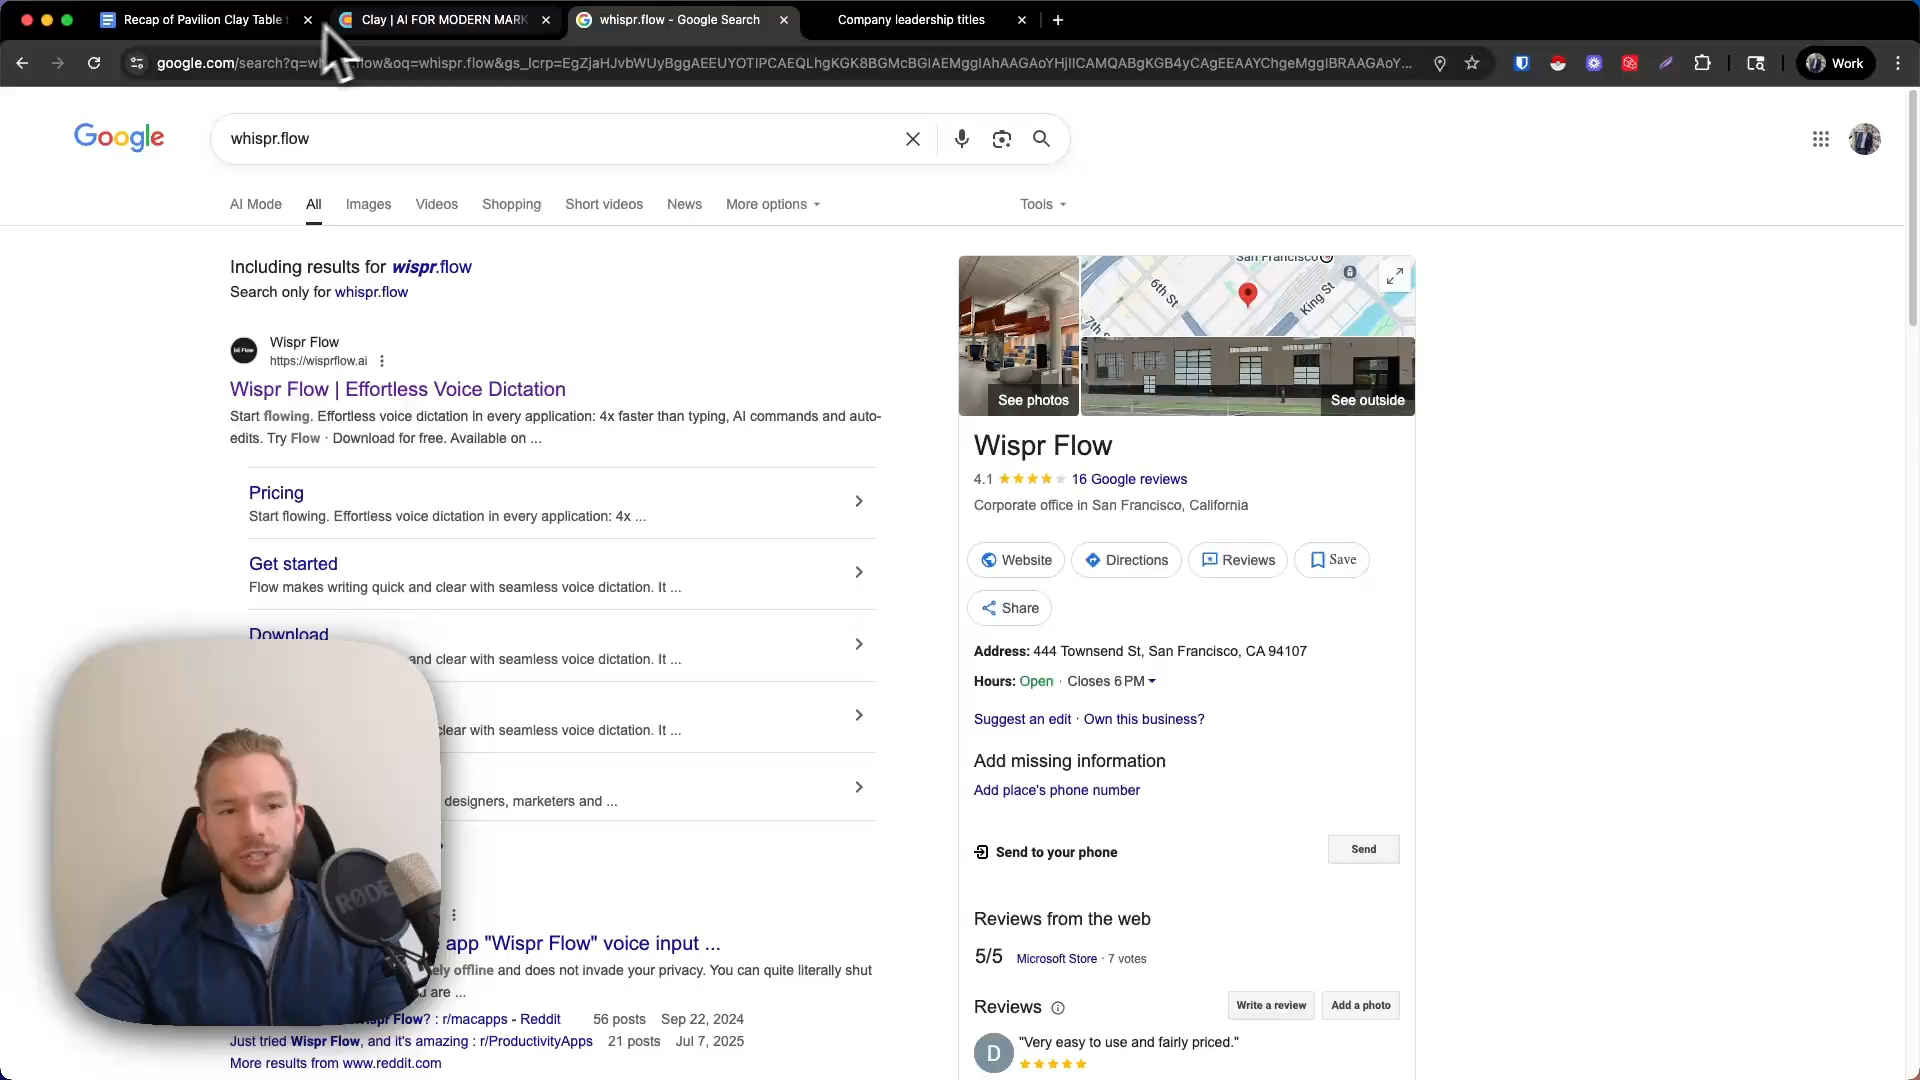 Recap of Pavilion Clay Table
Clay | AI FOR MODERN MARK
whispr.flow - Google Search
Company leadership titles
Work
Google
whispr.flow
AI Mode
All
Images
Videos
Shopping
Short videos
News
More options
Tools
Including results for wispr.flow
Search only for whispr.flow
Wispr Flow
https://wisprflow.ai
Wispr Flow | Effortless Voice Dictation
Start flowing. Effortless voice dictation in every application: 4x faster than typing, AI commands and auto-
edits. Try Flow · Download for free. Available on ...
Pricing
Start flowing. Effortless voice dictation in every application: 4x ...
Get started
Flow makes writing quick and clear with seamless voice dictation. It ...
Download
and clear with seamless voice dictation. It ...
clear with seamless voice dictation. It ...
designers, marketers and ...
app "Wispr Flow" voice input ...
offline and does not invade your privacy. You can quite literally shut
are ...
Flow? : r/macapps - Reddit 56 posts Sep 22, 2024
Just tried Wispr Flow, and it's amazing : r/ProductivityApps 21 posts Jul 7, 2025
More results from www.reddit.com
San Francisco
6th St
King St
See photos
See outside
Wispr Flow
4.1 16 Google reviews
Corporate office in San Francisco, California
Website
Directions
Reviews
Save
Share
Address: 444 Townsend St, San Francisco, CA 94107
Hours: Open · Closes 6 PM
Suggest an edit · Own this business?
Add missing information
Add place's phone number
Send to your phone
Send
Reviews from the web
5/5 Microsoft Store · 7 votes
Reviews
Write a review
Add a photo
D
"Very easy to use and fairly priced."
RØDE